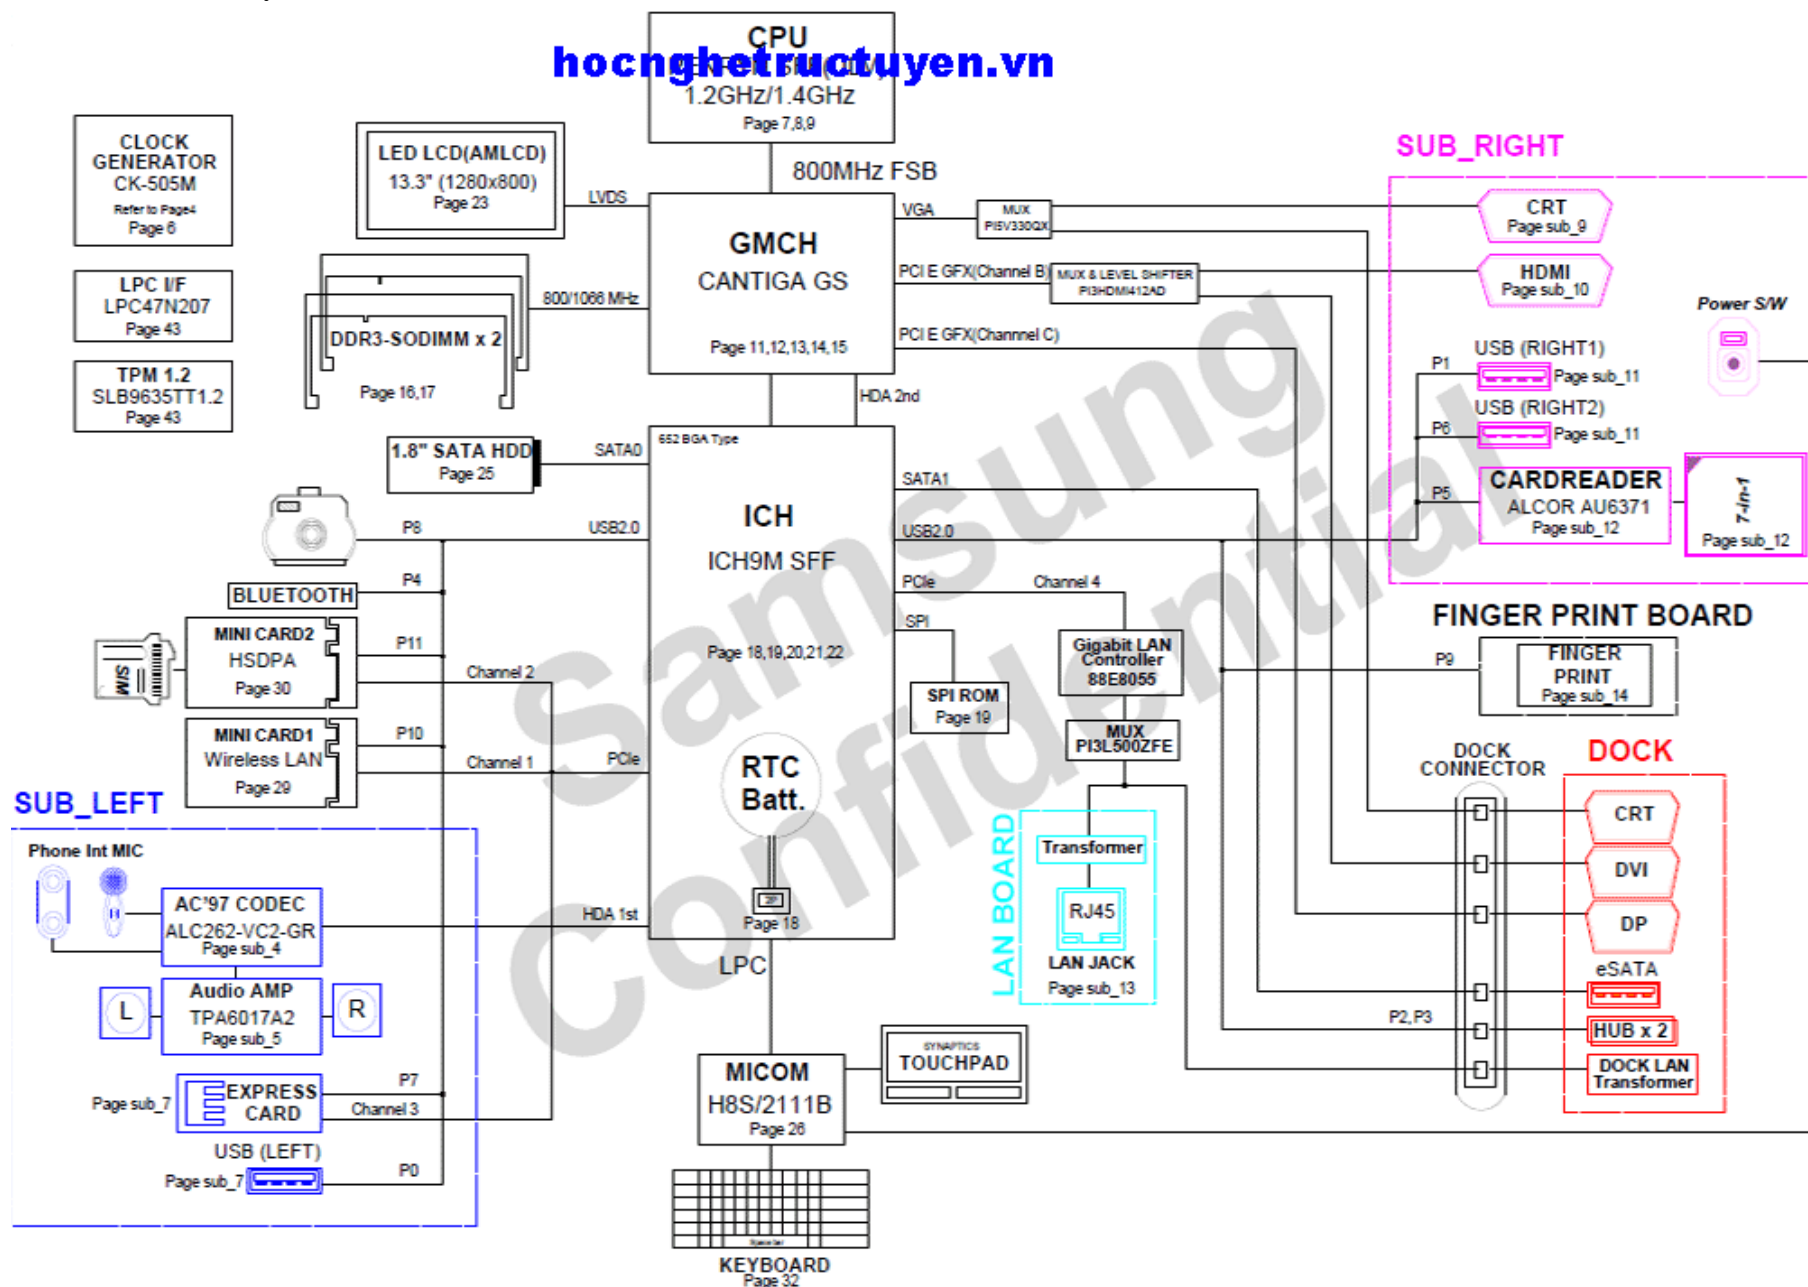 CPU
hocnghetructuyen.vn
1.2GHz/1.4GHz
Page 7,8,9
800MHz FSB
CLOCK
GENERATOR
CK-505M
Refer to Page4
Page 6
LPC I/F
LPC47N207
Page 43
TPM 1.2
SLB9635TT1.2
Page 43
LED LCD(AMLCD)
13.3" (1280x800)
Page 23
LVDS
GMCH
CANTIGA GS
Page 11,12,13,14,15
800/1066 MHz
DDR3-SODIMM x 2
Page 16,17
VGA
MUX
PI5V330QX
PCI E GFX(Channel B)
MUX & LEVEL SHIFTER
PI3HDMI412AD
PCI E GFX(Channnel C)
HDA 2nd
SUB_RIGHT
CRT
Page sub_9
HDMI
Page sub_10
Power S/W
USB (RIGHT1)
P1
Page sub_11
USB (RIGHT2)
P6
Page sub_11
CARDREADER
ALCOR AU6371
Page sub_12
P5
7-in-1
Page sub_12
1.8" SATA HDD
Page 25
SATA0
652 BGA Type
ICH
ICH9M SFF
Page 18,19,20,21,22
SATA1
USB2.0
P8
USB2.0
PCIe
Channel 4
SPI
BLUETOOTH
P4
MINI CARD2
HSDPA
Page 30
SIM
P11
Channel 2
MINI CARD1
Wireless LAN
Page 29
P10
Channel 1
PCIe
SPI ROM
Page 19
Gigabit LAN
Controller
88E8055
MUX
PI3L500ZFE
RTC
Batt.
2P
Page 18
FINGER PRINT BOARD
P9
FINGER
PRINT
Page sub_14
DOCK
CONNECTOR
DOCK
CRT
DVI
DP
eSATA
P2,P3
HUB x 2
DOCK LAN
Transformer
LAN BOARD
Transformer
RJ45
LAN JACK
Page sub_13
SUB_LEFT
Phone Int MIC
AC'97 CODEC
ALC262-VC2-GR
Page sub_4
HDA 1st
Audio AMP
TPA6017A2
Page sub_5
L
R
EXPRESS
CARD
Page sub_7
P7
Channel 3
USB (LEFT)
Page sub_7
P0
LPC
MICOM
H8S/2111B
Page 26
SYNAPTICS
TOUCHPAD
KEYBOARD
Page 32
Samsung
Confidential